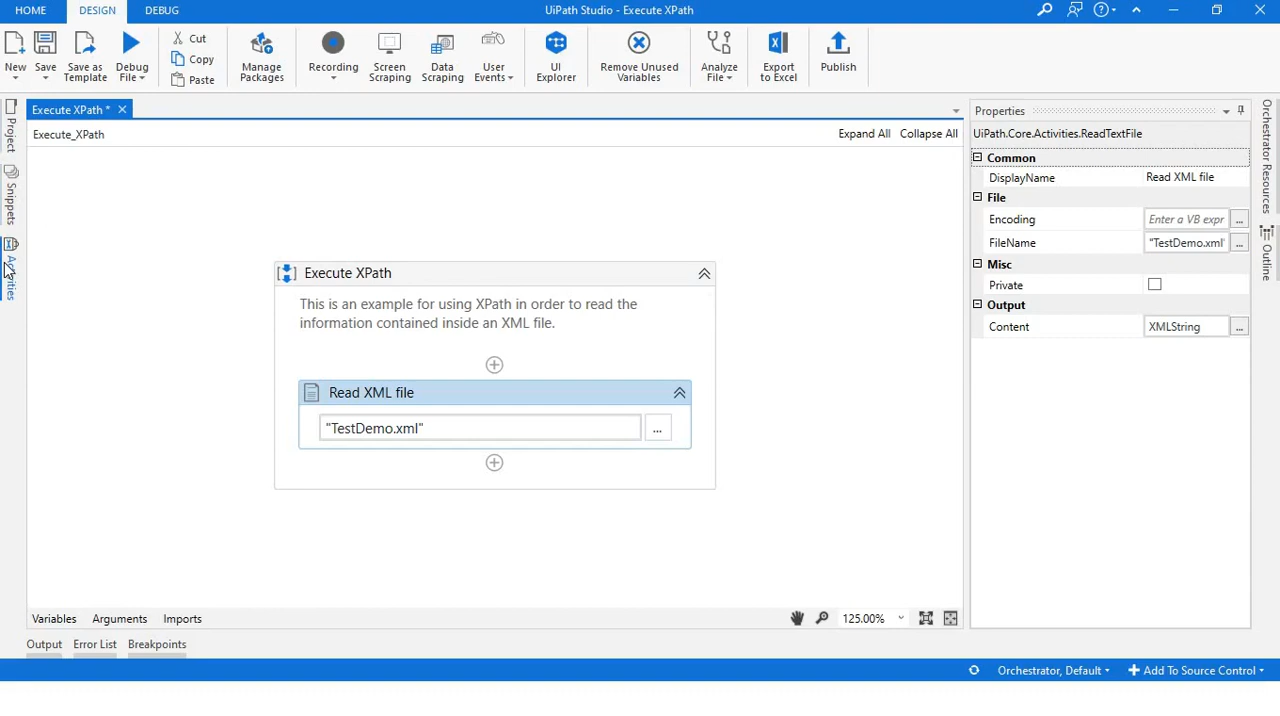 HOME DESIGN DEBUG UiPath Studio - Execute XPath
New Save Save as Template Debug File Cut Copy Paste Manage Packages Recording Screen Scraping Data Scraping User Events UI Explorer Remove Unused Variables Analyze File Export to Excel Publish
Execute XPath *
Execute_XPath Expand All Collapse All
Project
Snippets
Activities
Execute XPath
This is an example for using XPath in order to read the
information contained inside an XML file.
Read XML file
"TestDemo.xml"
...
Variables Arguments Imports 125.00%
Output Error List Breakpoints
Properties
UiPath.Core.Activities.ReadTextFile
Common
DisplayName Read XML file
File
Encoding Enter a VB expr ...
FileName "TestDemo.xml' ...
Misc
Private
Output
Content XMLString ...
Orchestrator Resources
Outline
Orchestrator, Default Add To Source Control